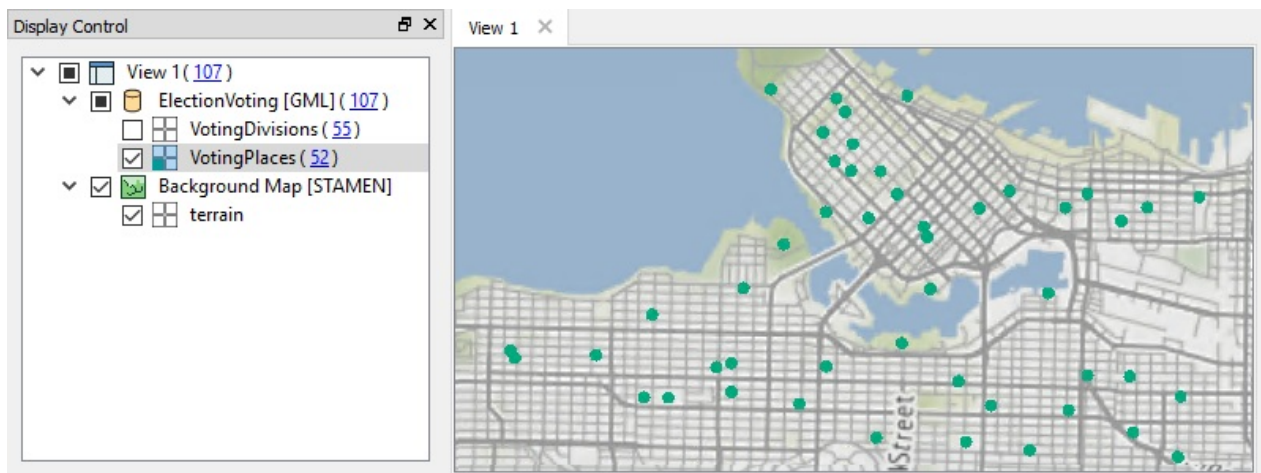 Display Control
View 1
View 1 (107)
ElectionVoting [GML] (107)
VotingDivisions (55)
VotingPlaces (52)
Background Map [STAMEN]
terrain
Street